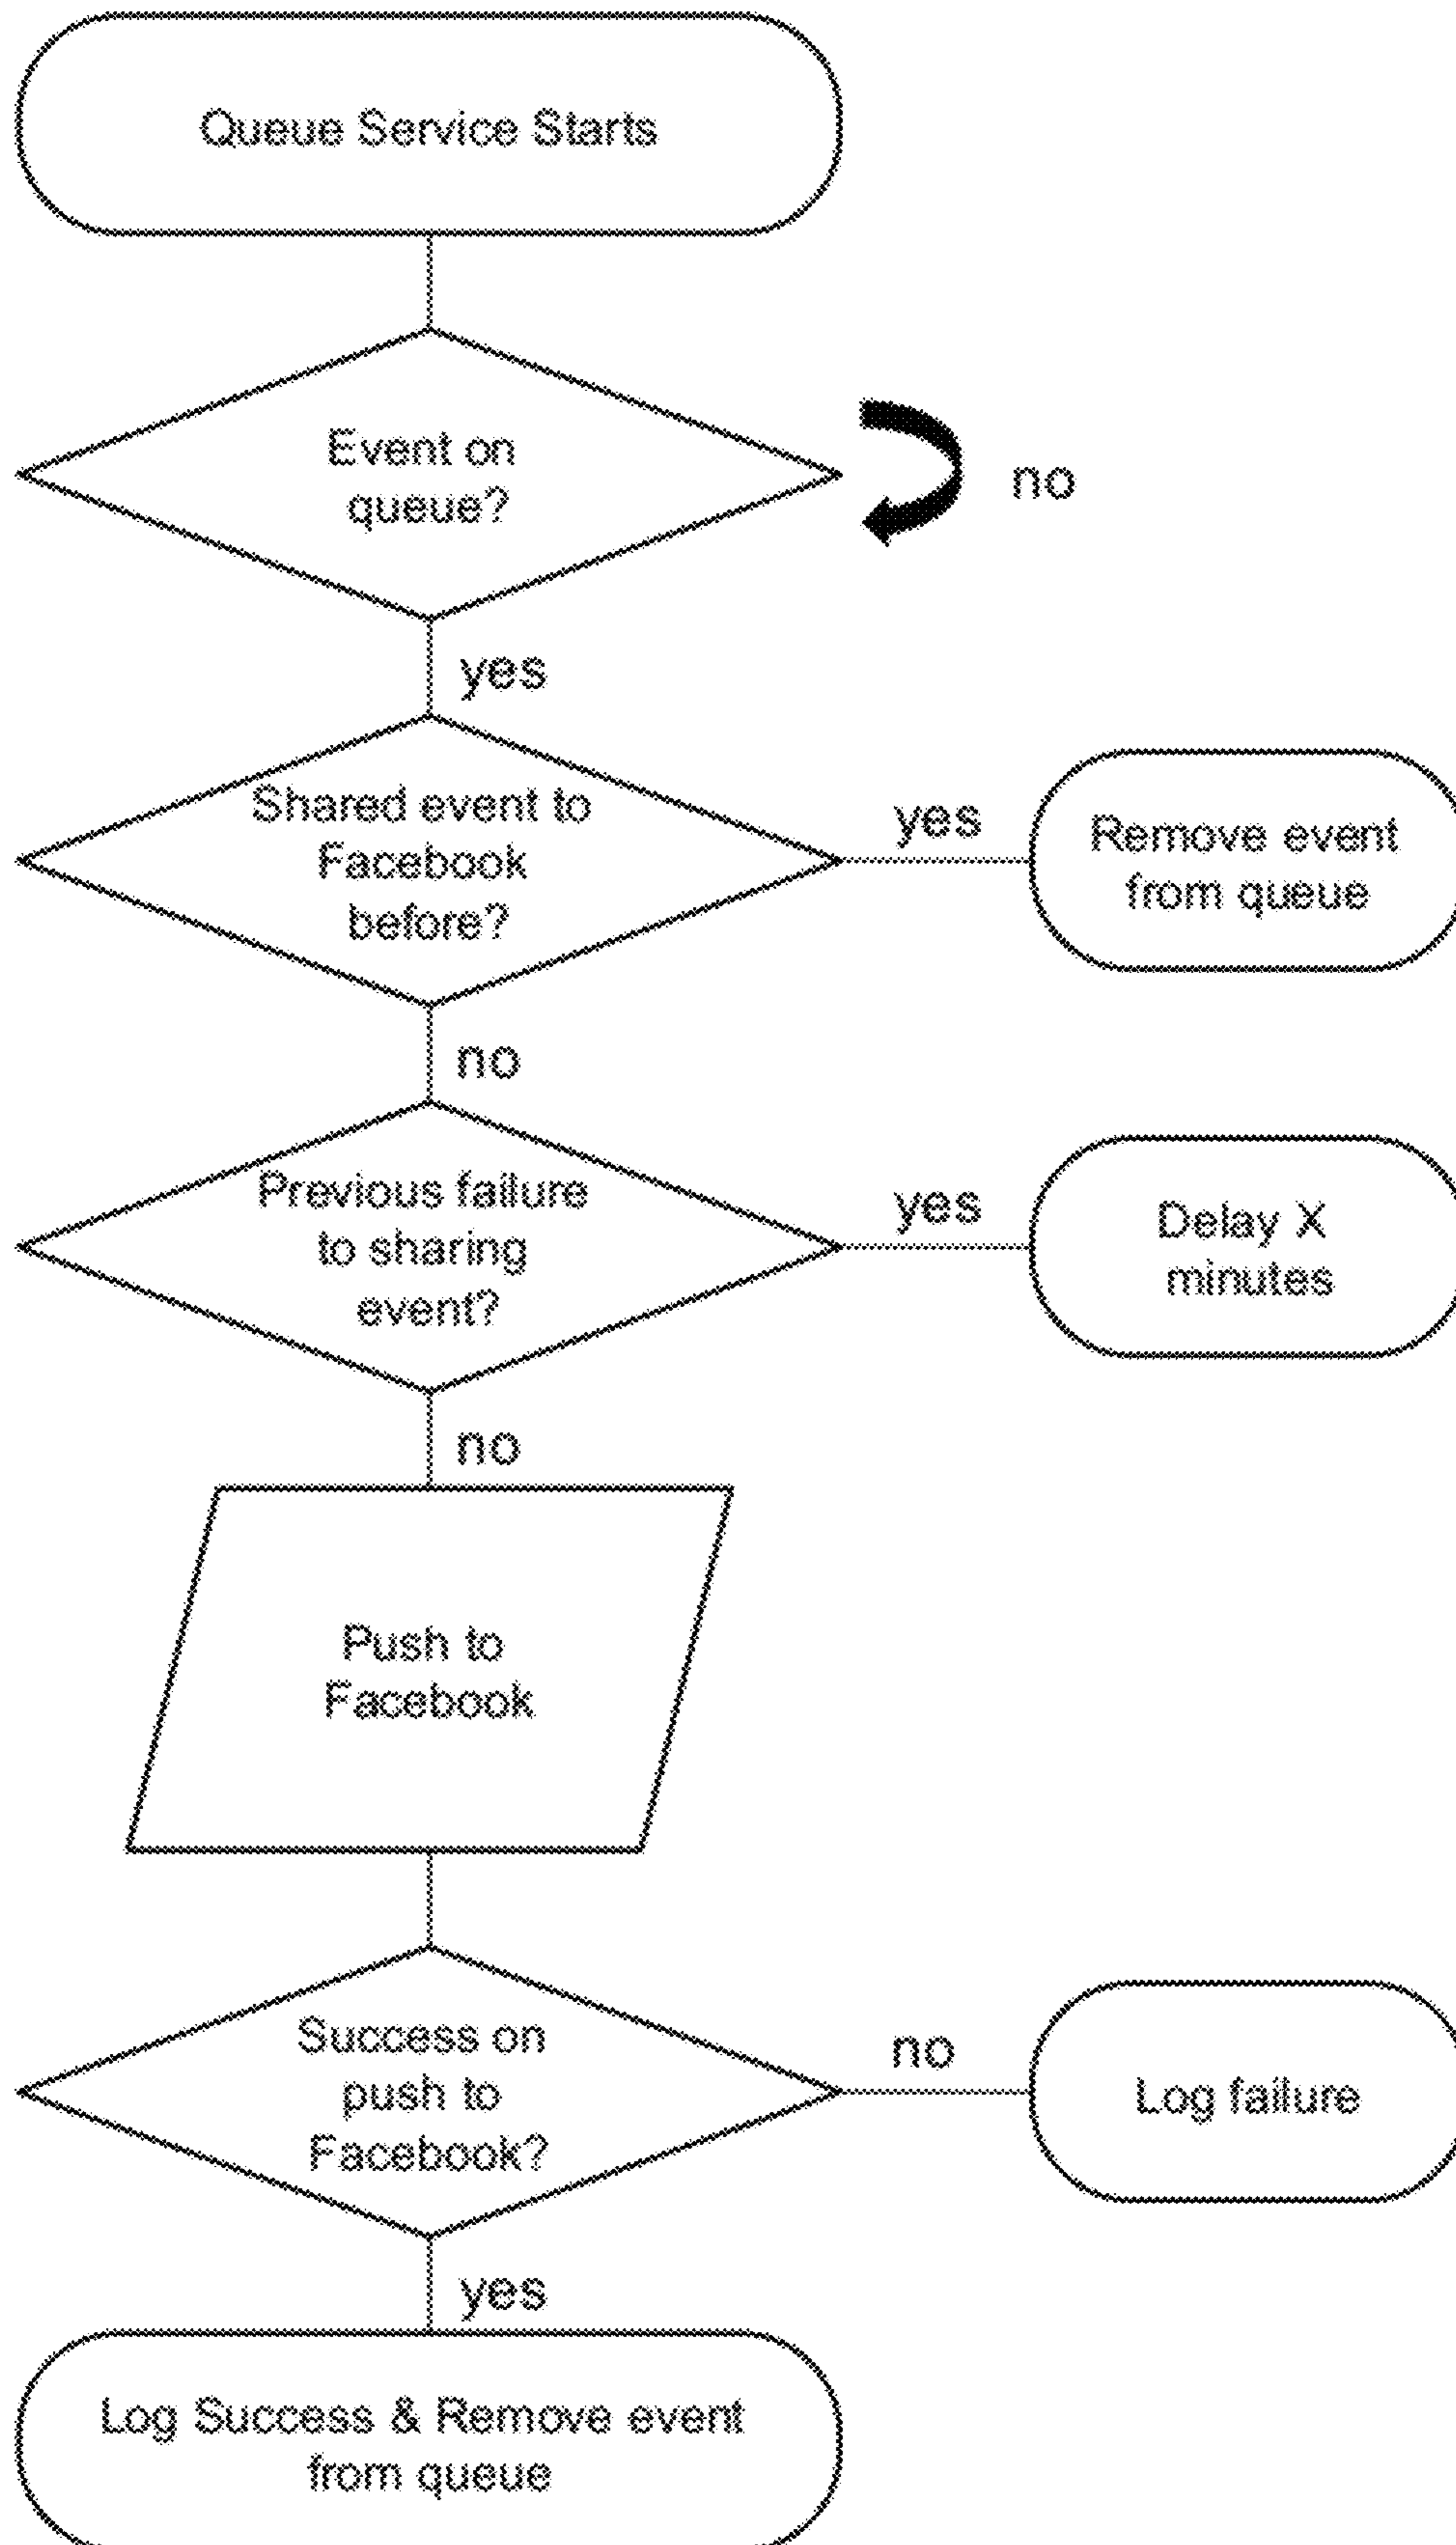 Queue Service Starts
Event on
queue?
no
yes
Shared event to
Facebook
before?
yes
Remove event
from queue
no
Previous failure
to sharing
event?
yes
Delay X
minutes
no
Push to
Facebook
Success on
push to
Facebook?
no
Log failure
yes
Log Success & Remove event
from queue